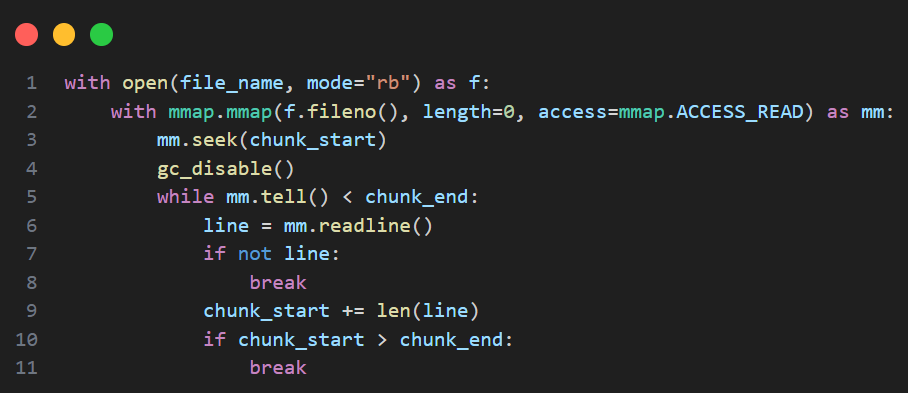 1 with open(file_name, mode="rb") as f:
2     with mmap.mmap(f.fileno(), length=0, access=mmap.ACCESS_READ) as mm:
3         mm.seek(chunk_start)
4         gc_disable()
5         while mm.tell() < chunk_end:
6             line = mm.readline()
7             if not line:
8                 break
9             chunk_start += len(line)
10             if chunk_start > chunk_end:
11                 break